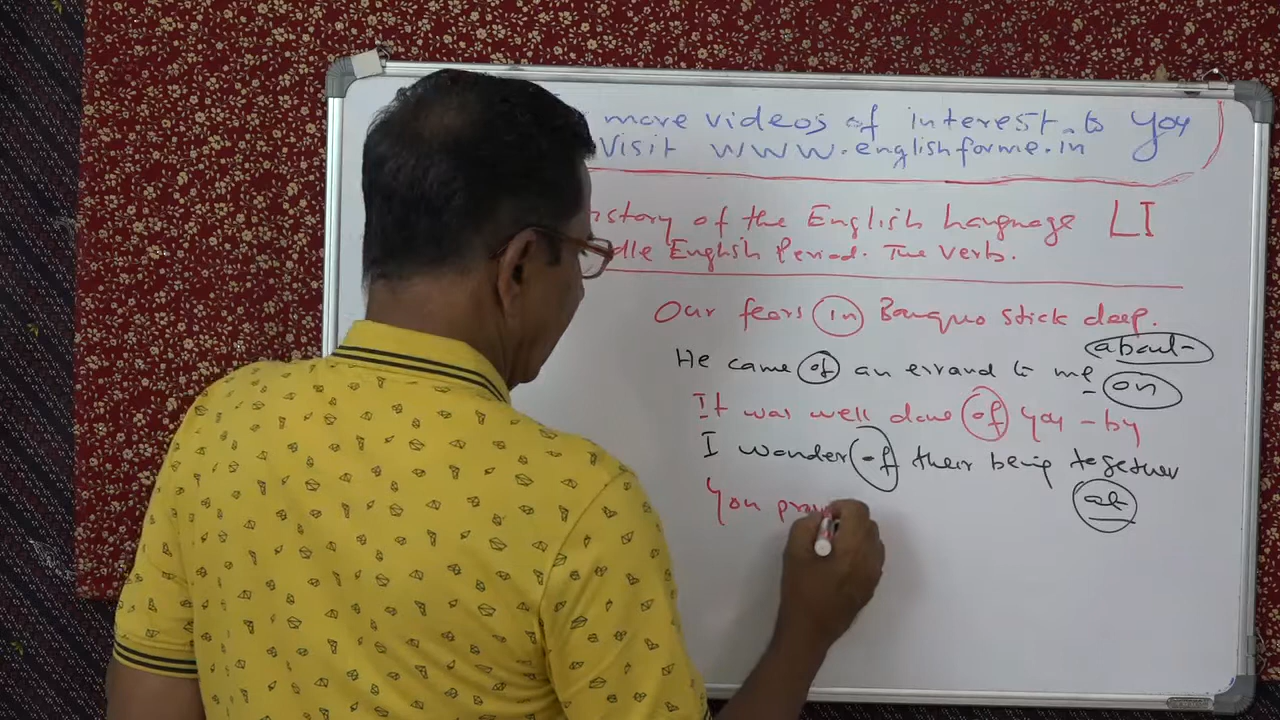 more videos of interest to you
Visit www.englishforme.in
istory of the English Language LI
dle English Period. The Verb.
Our fears in Banquo stick deep.
about
He came of an errand to me on
It was well done of you - by
I wonder of their being together
at
You pray